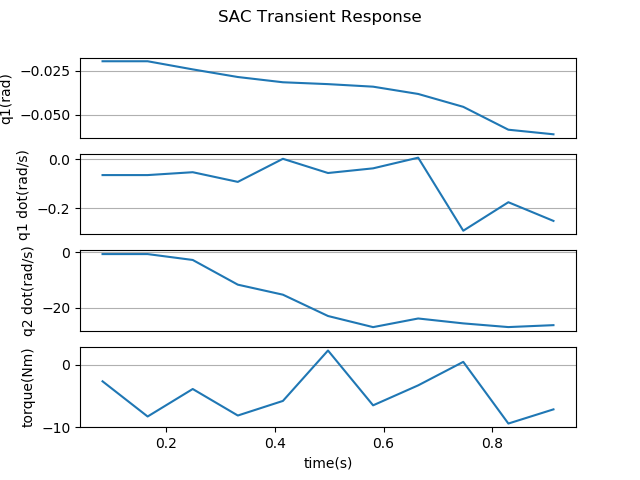 SAC Transient Response
q1(rad)
−0.025
−0.050
q1 dot(rad/s)
0.0
−0.2
q2 dot(rad/s)
0
−20
torque(Nm)
0
−10
0.2 0.4 0.6 0.8
time(s)